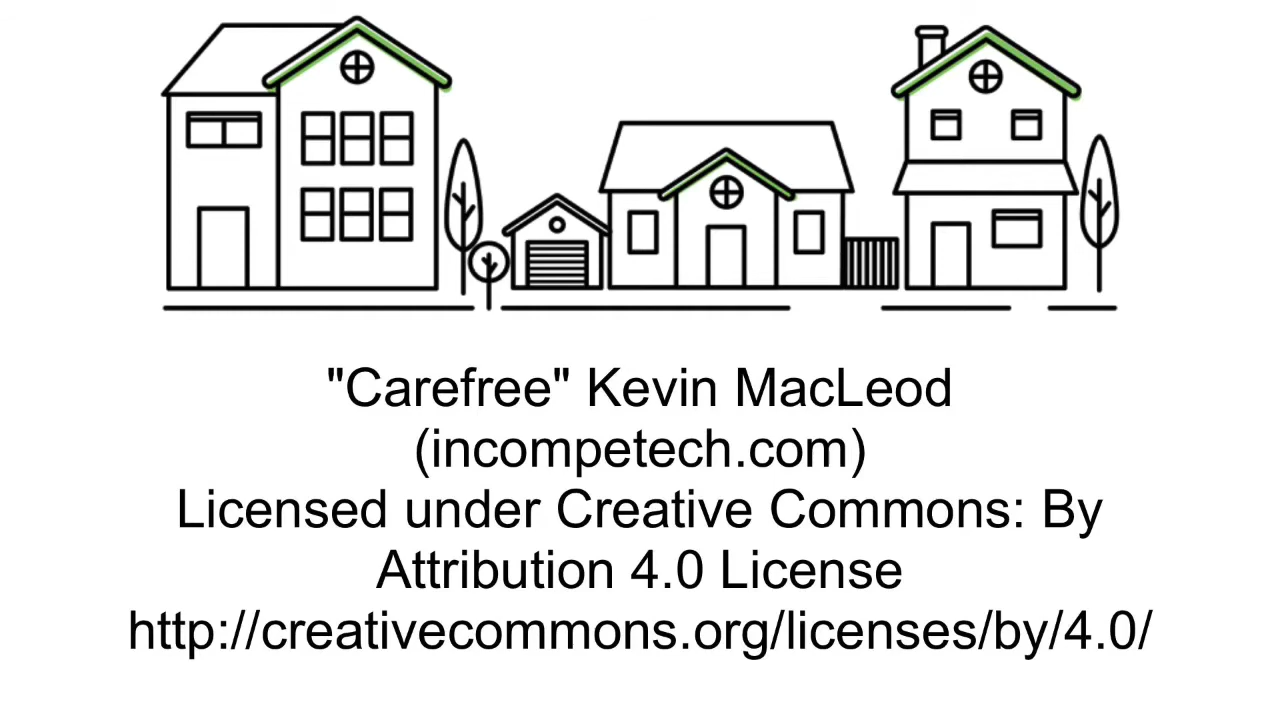 "Carefree" Kevin MacLeod
(incompetech.com)
Licensed under Creative Commons: By
Attribution 4.0 License
http://creativecommons.org/licenses/by/4.0/